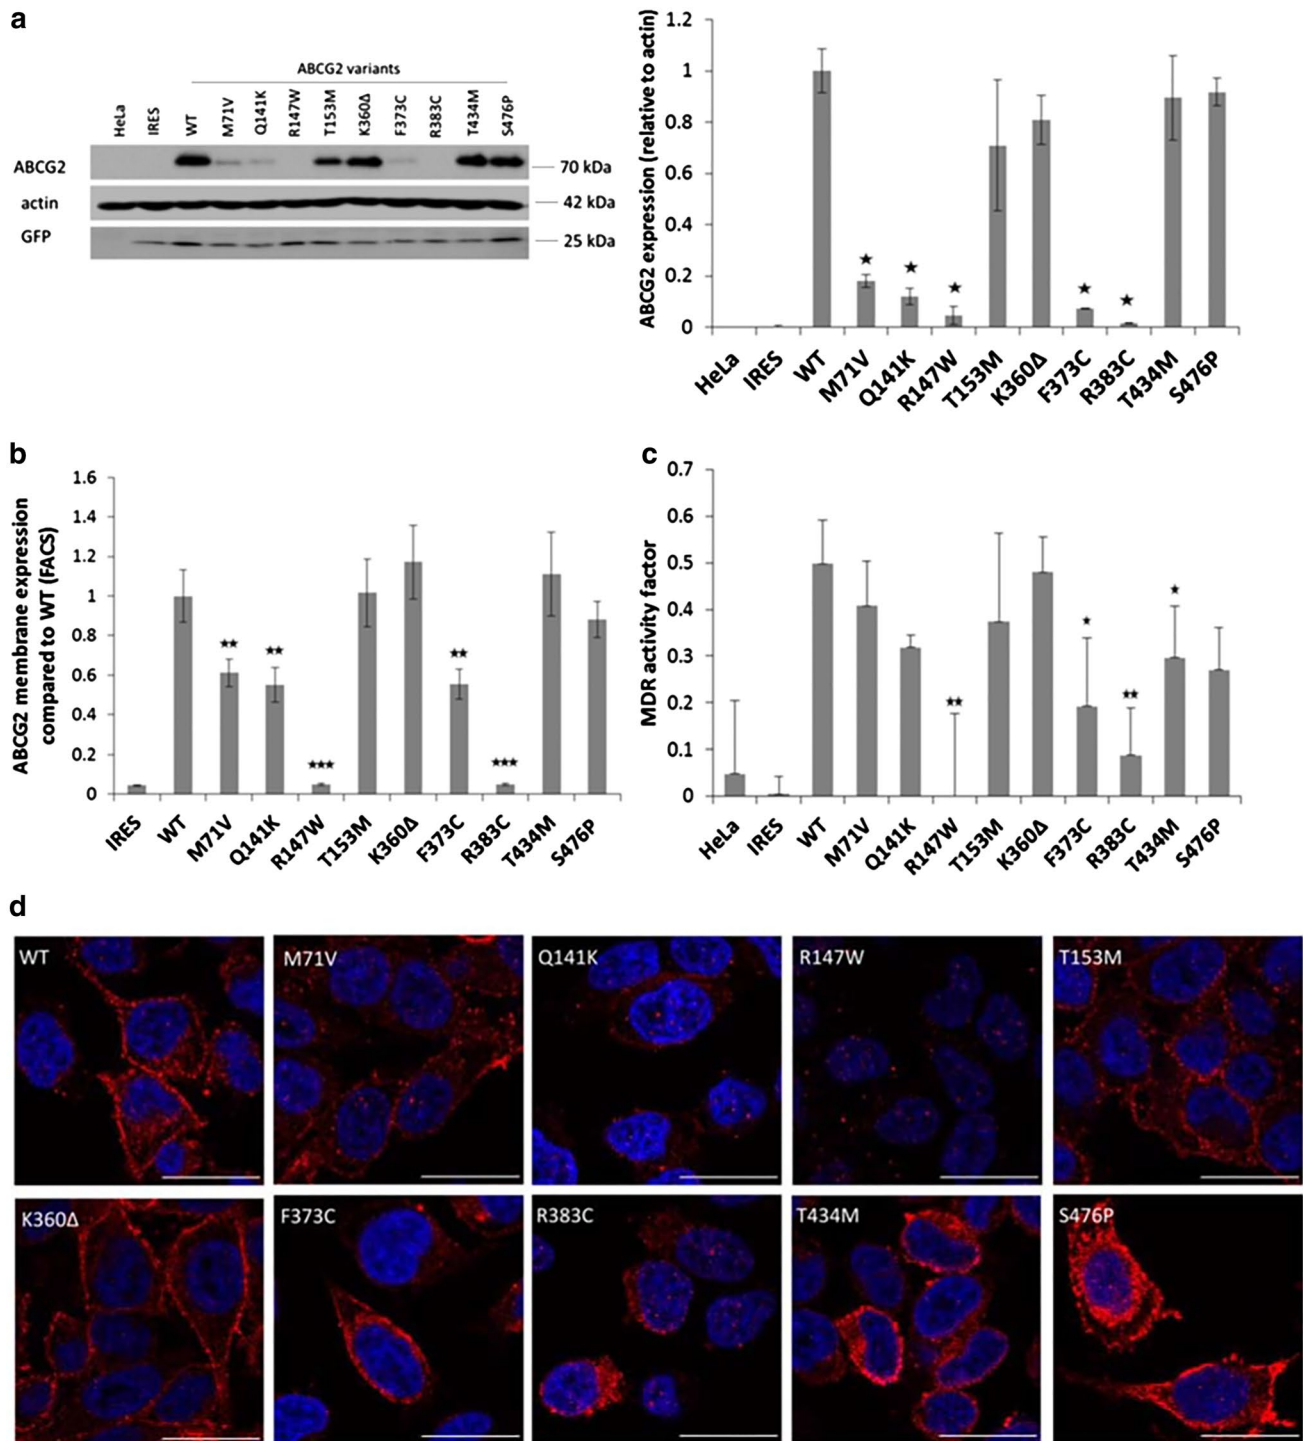 a
ABCG2 variants
HeLa
IRES
WT
M71V
Q141K
R147W
T153M
K360Δ
F373C
R383C
T434M
S476P
ABCG2
70 kDa
actin
42 kDa
GFP
25 kDa
ABCG2 expression (relative to actin)
1.2
1
0.8
0.6
0.4
0.2
0
HeLa
IRES
WT
M71V
Q141K
R147W
T153M
K360Δ
F373C
R383C
T434M
S476P
b
ABCG2 membrane expression
compared to WT (FACS)
1.6
1.4
1.2
1
0.8
0.6
0.4
0.2
0
IRES
WT
M71V
Q141K
R147W
T153M
K360Δ
F373C
R383C
T434M
S476P
c
MDR activity factor
0.7
0.6
0.5
0.4
0.3
0.2
0.1
0
HeLa
IRES
WT
M71V
Q141K
R147W
T153M
K360Δ
F373C
R383C
T434M
S476P
d
WT
M71V
Q141K
R147W
T153M
K360Δ
F373C
R383C
T434M
S476P